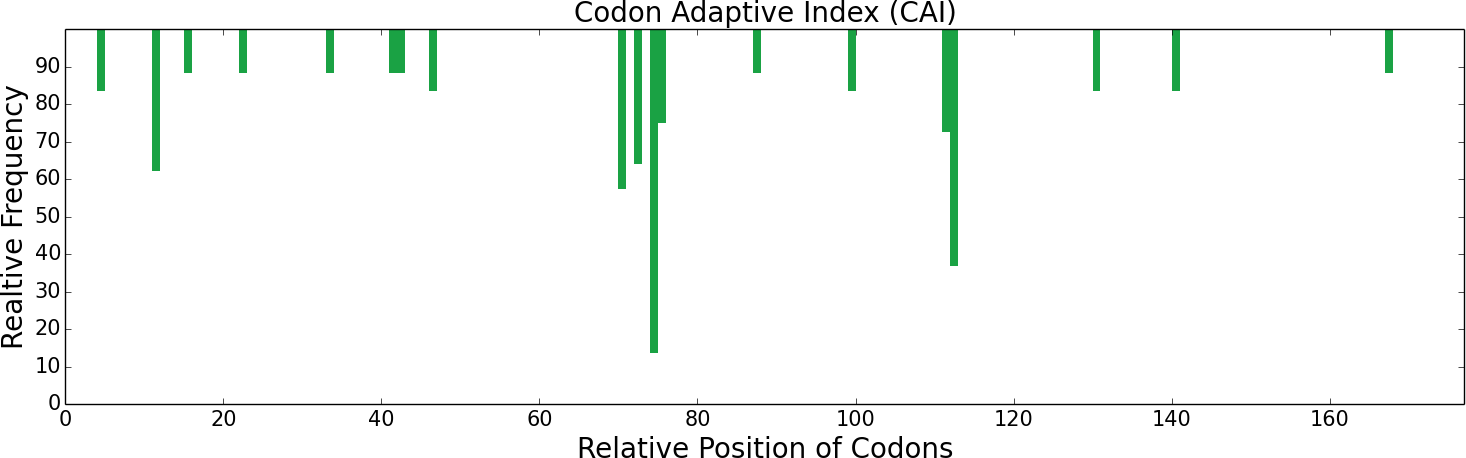 Codon Adaptive Index (CAI)
Realtive Frequency
90
80
70
60
50
40
30
20
10
0
0 20 40 60 80 100 120 140 160
Relative Position of Codons